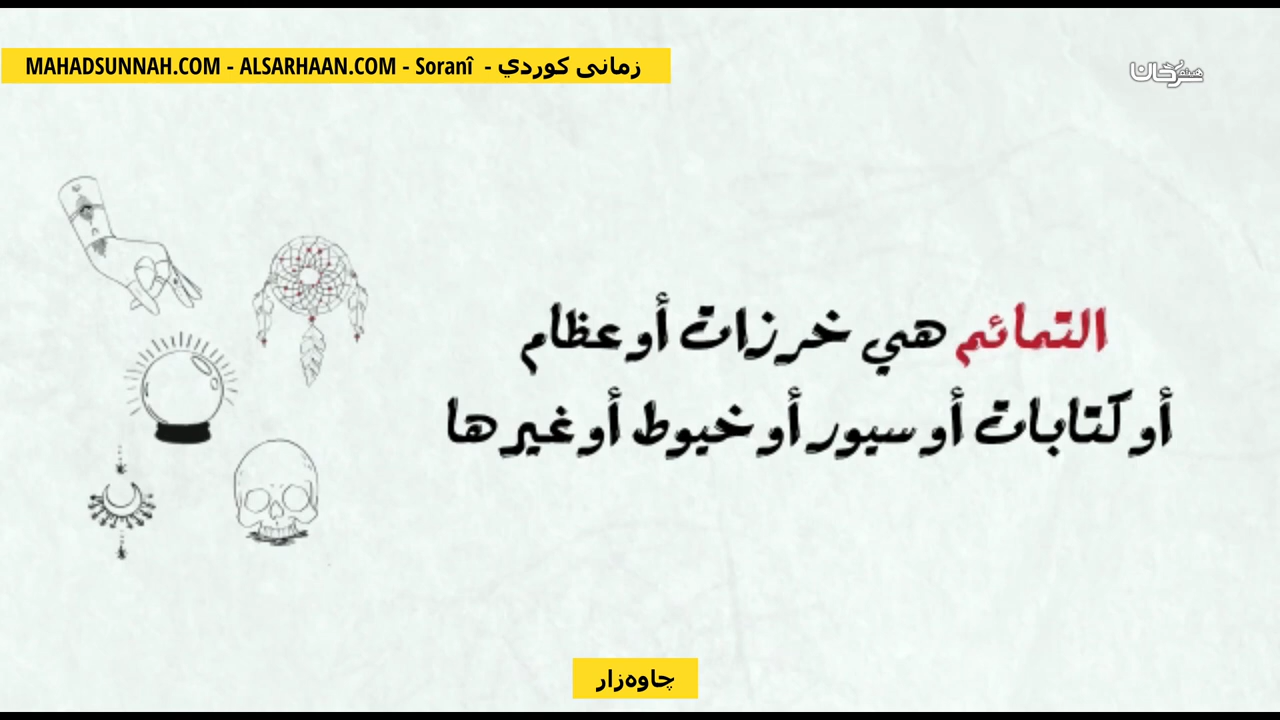 MAHADSUNNAH.COM - ALSARHAAN.COM - Soranî - زمانی کوردي
سرحان
التمائم هي خرزات أو عظام
أو كتابات أو سيور أو خيوط أو غيرها
چاوەزار